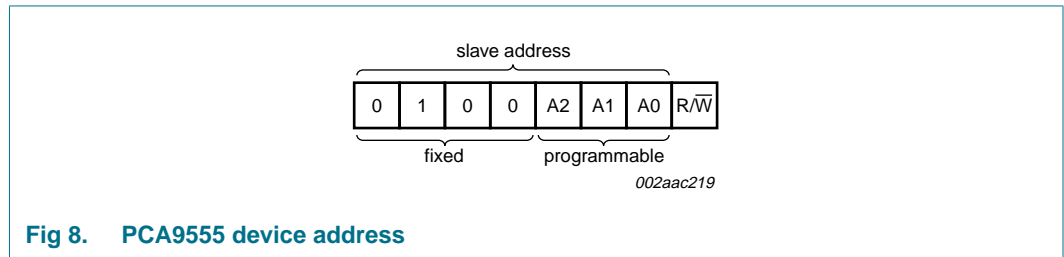 slave address
0 1 0 0 A2 A1 A0 R/W̅
fixed programmable
002aac219
Fig 8. PCA9555 device address